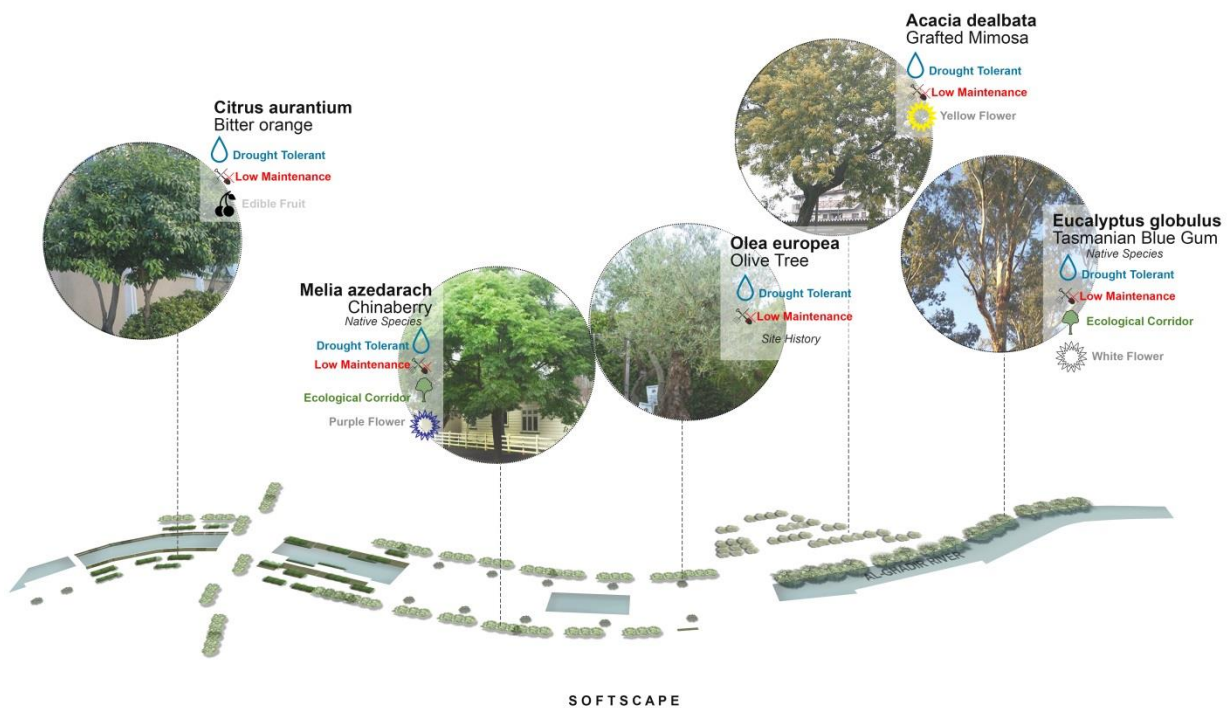 Citrus aurantium
Bitter orange
Drought Tolerant
Low Maintenance
Edible Fruit
Melia azedarach
Chinaberry
Native Species
Drought Tolerant
Low Maintenance
Ecological Corridor
Purple Flower
Olea europea
Olive Tree
Drought Tolerant
Low Maintenance
Site History
Acacia dealbata
Grafted Mimosa
Drought Tolerant
Low Maintenance
Yellow Flower
Eucalyptus globulus
Tasmanian Blue Gum
Native Species
Drought Tolerant
Low Maintenance
Ecological Corridor
White Flower
AL-GHADIR RIVER
SOFTSCAPE